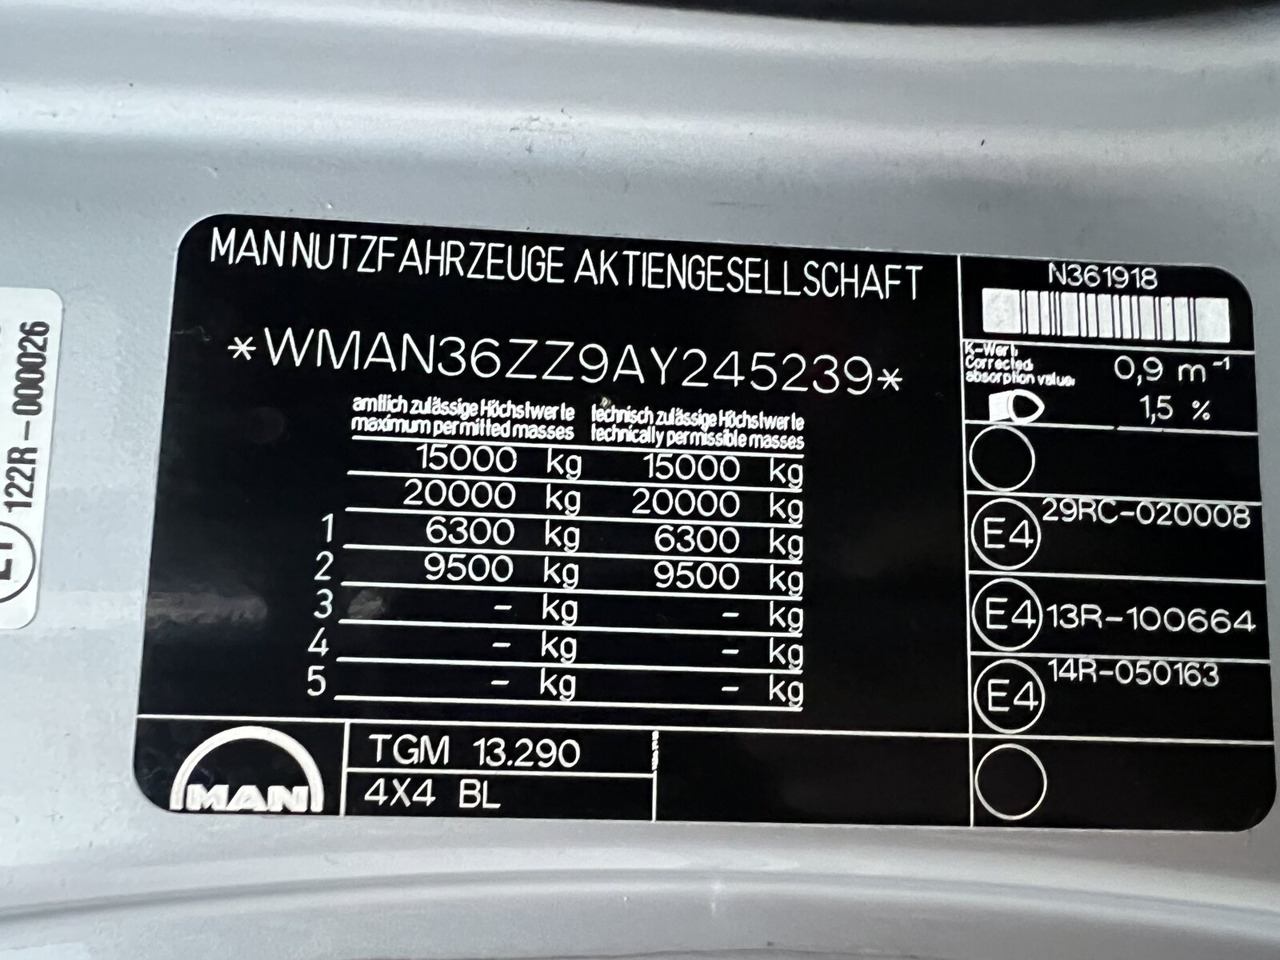 MAN NUTZFAHRZEUGE AKTIENGESELLSCHAFT
*WMAN36ZZ9AY245239*
amtlich zulässige Höchstwerte technisch zulässige Höchstwerte
maximum permitted masses technically permissible masses
15000 kg 15000 kg
20000 kg 20000 kg
1 6300 kg 6300 kg
2 9500 kg 9500 kg
3 - kg - kg
4 - kg - kg
5 - kg - kg
MAN
TGM 13.290
4X4 BL
N361918
K-Wert:
Corrected
absorption value:
0,9 m⁻¹
1,5 %
E4 29RC-020008
E4 13R-100664
E4 14R-050163
122R-000026